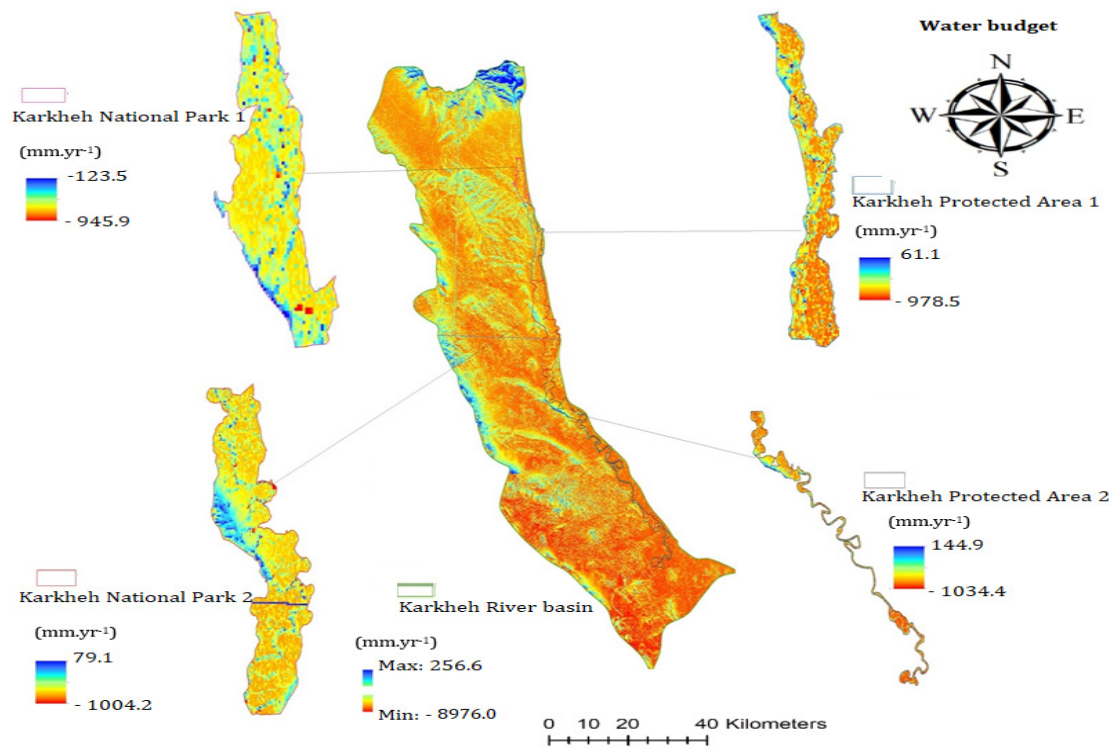 Water budget
N
W E
S
Karkheh National Park 1
(mm.yr-1)
-123.5
- 945.9
Karkheh Protected Area 1
(mm.yr-1)
61.1
- 978.5
Karkheh National Park 2
(mm.yr-1)
79.1
- 1004.2
Karkheh River basin
(mm.yr-1)
Max: 256.6
Min: - 8976.0
Karkheh Protected Area 2
(mm.yr-1)
144.9
- 1034.4
0 10 20 40 Kilometers